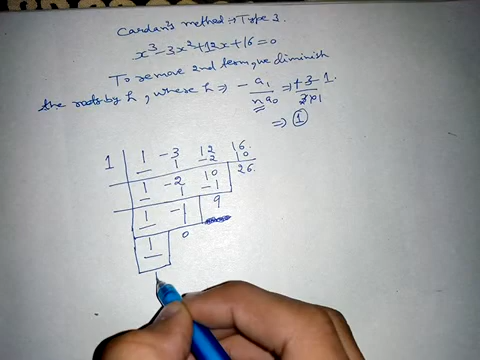 Cardan's method :- Type 3.
x³-3x²+12x+16=0
To remove 2nd term, we diminish
the roots by h, where h ⇒ - a₁/na₀ ⇒ +3/3×1 1.
⇒ ①
1 | 1 -3 12 16
— 1 -2 10
— 1 -2 10 26.
— 1 -1
— 1 -1 9
— 1 0